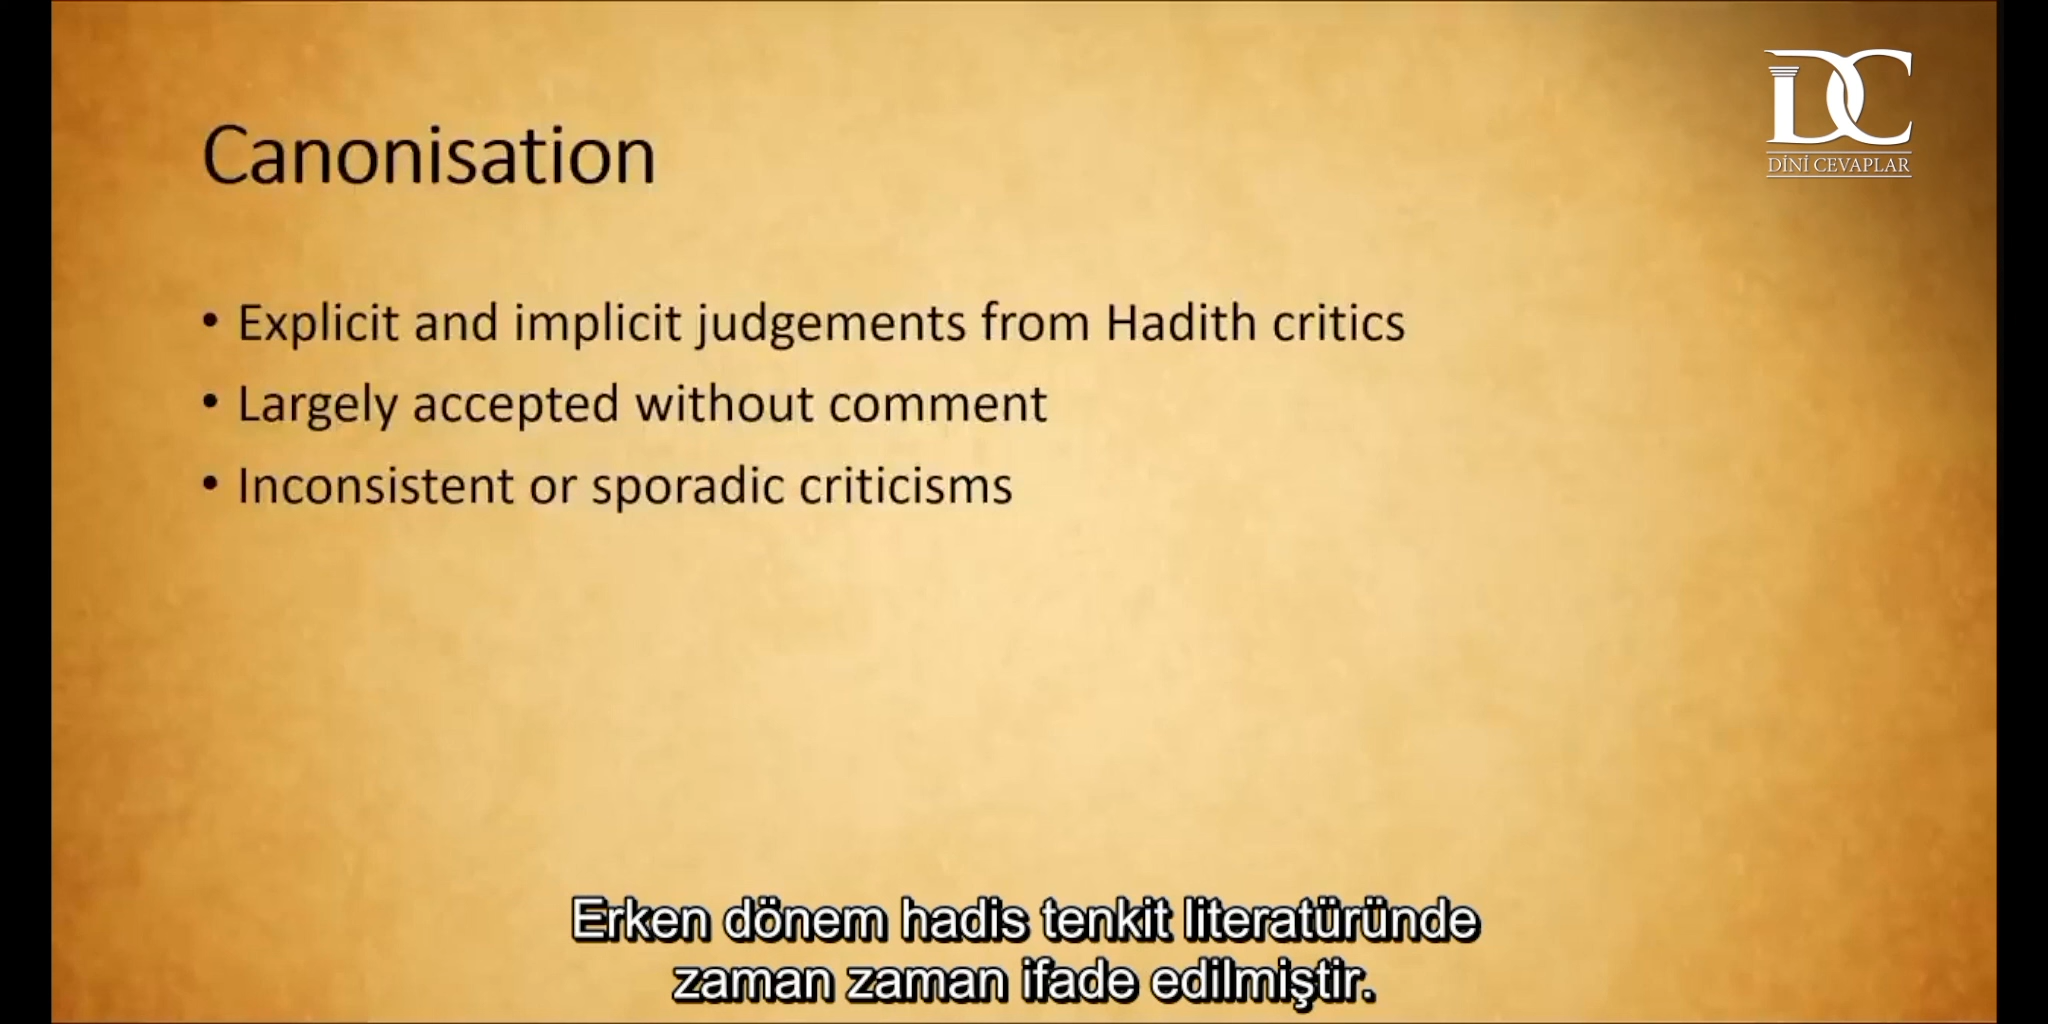 DC
DİNİ CEVAPLAR
Canonisation
• Explicit and implicit judgements from Hadith critics
• Largely accepted without comment
• Inconsistent or sporadic criticisms
Erken dönem hadis tenkit literatüründe
zaman zaman ifade edilmiştir.